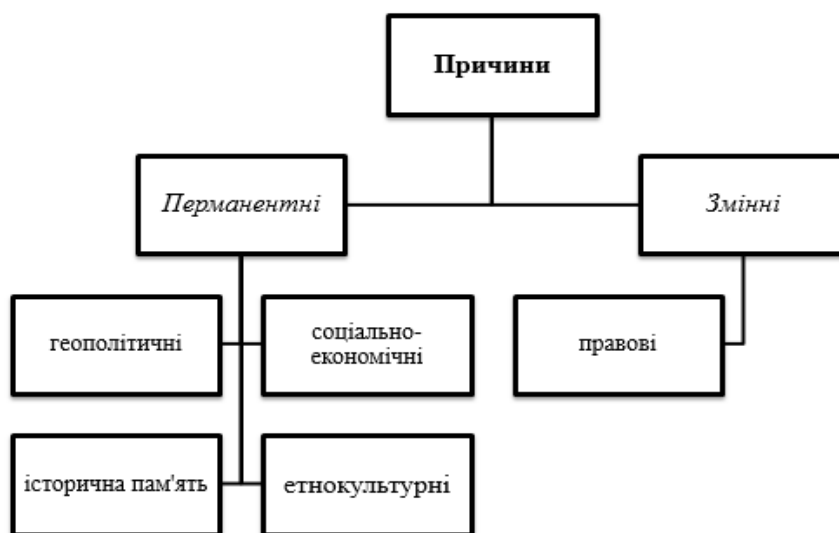 Причини
Перманентні
Змінні
геополітичні
соціально-
економічні
правові
історична пам'ять
етнокультурні